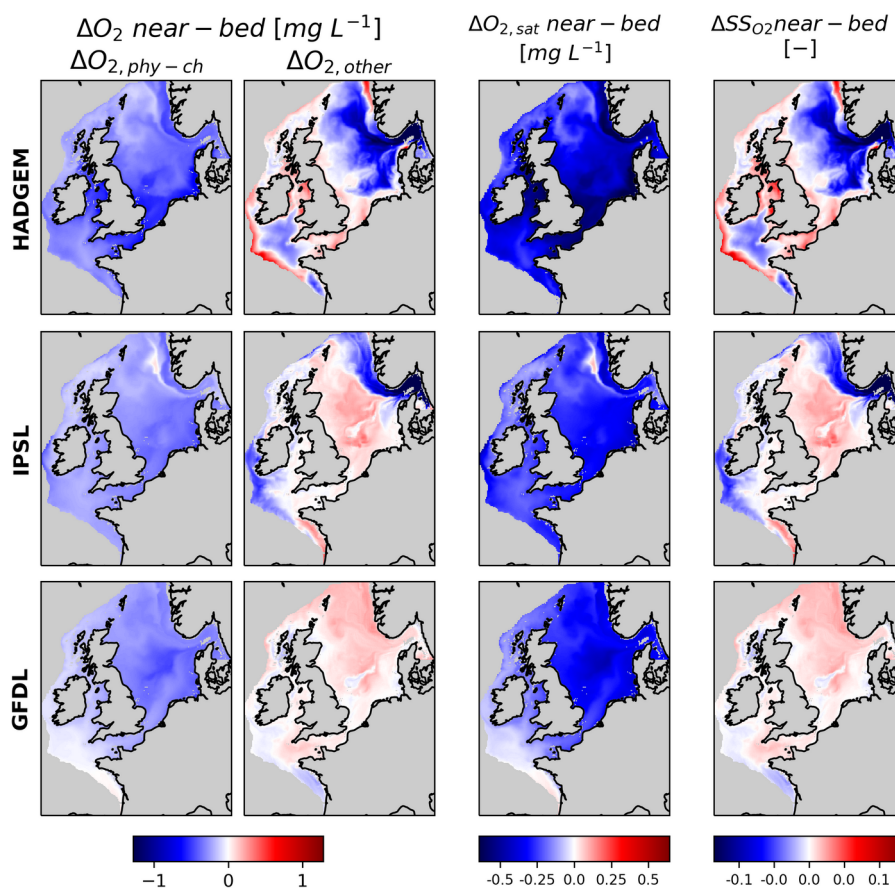 ΔO₂ near − bed [mg L⁻¹]
ΔO₂,phy − ch
ΔO₂,other
ΔO₂,sat near − bed
[mg L⁻¹]
ΔSS_O2 near − bed
[−]
HADGEM
IPSL
GFDL
−1 0 1
-0.5 -0.25 0.0 0.25 0.5
-0.1 -0.0 0.0 0.0 0.1